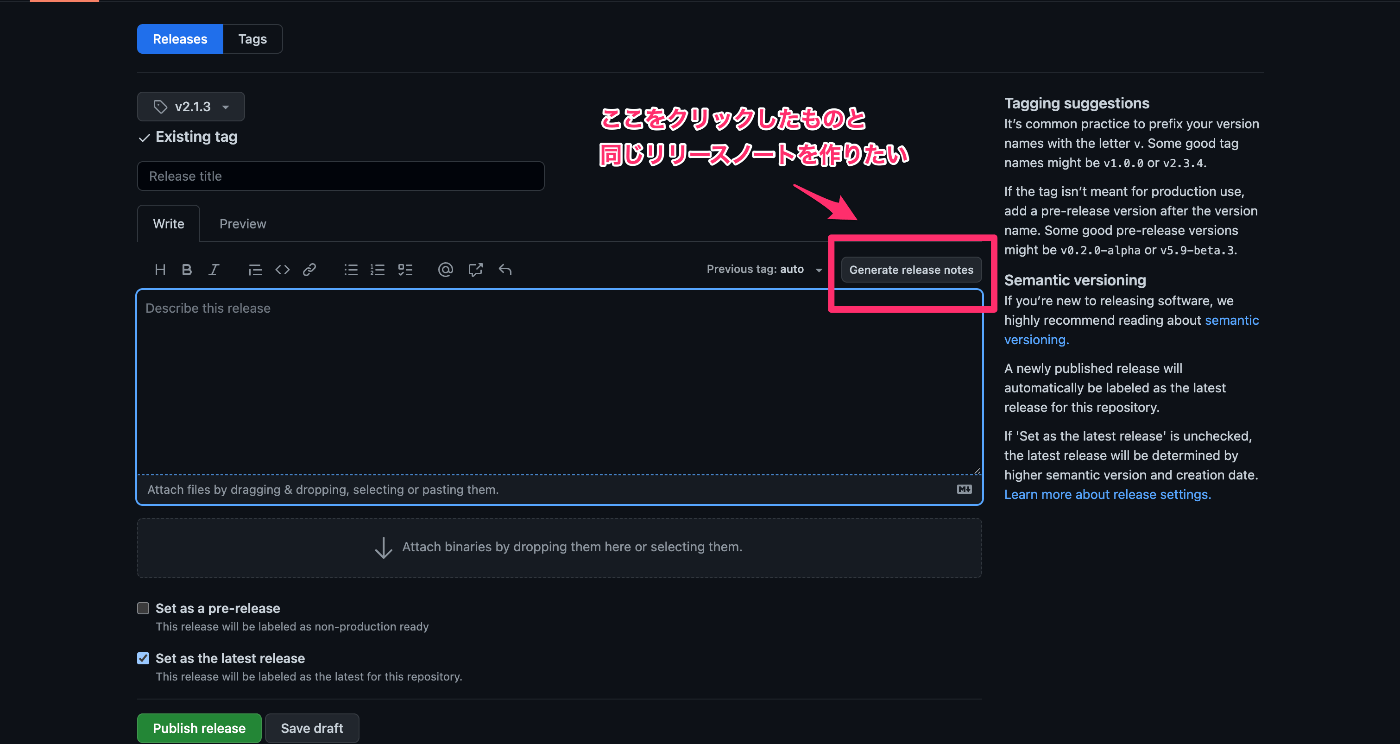 Releases
Tags
v2.1.3
Existing tag
Release title
ここをクリックしたものと
同じリリースノートを作りたい
Write
Preview
Previous tag: auto
Generate release notes
Describe this release
Attach files by dragging & dropping, selecting or pasting them.
Attach binaries by dropping them here or selecting them.
Set as a pre-release
This release will be labeled as non-production ready
Set as the latest release
This release will be labeled as the latest for this repository.
Publish release
Save draft
Tagging suggestions
It's common practice to prefix your version
names with the letter v. Some good tag
names might be v1.0.0 or v2.3.4.
If the tag isn't meant for production use,
add a pre-release version after the version
name. Some good pre-release versions
might be v0.2.0-alpha or v5.9-beta.3.
Semantic versioning
If you're new to releasing software, we
highly recommend reading about semantic
versioning.
A newly published release will
automatically be labeled as the latest
release for this repository.
If 'Set as the latest release' is unchecked,
the latest release will be determined by
higher semantic version and creation date.
Learn more about release settings.